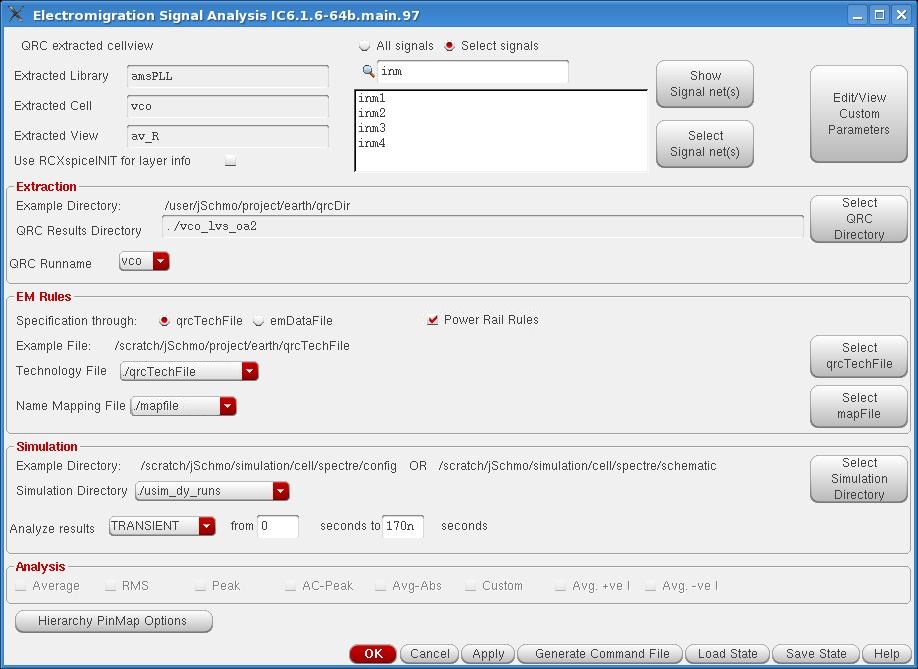 Electromigration Signal Analysis IC6.1.6-64b.main.97
QRC extracted cellview
All signals Select signals
Extracted Library amsPLL
inm
Show
Signal net(s)
Edit/View
Custom
Parameters
Extracted Cell vco
inm1
inm2
inm3
inm4
Extracted View av_R
Select
Signal net(s)
Use RCXspiceINIT for layer info
Extraction
Example Directory: /user/jSchmo/project/earth/qrcDir
QRC Results Directory ./vco_lvs_oa2
Select
QRC
Directory
QRC Runname vco
EM Rules
Specification through: qrcTechFile emDataFile Power Rail Rules
Example File: /scratch/jSchmo/project/earth/qrcTechFile
Technology File ./qrcTechFile
Select
qrcTechFile
Name Mapping File ./mapfile
Select
mapFile
Simulation
Example Directory: /scratch/jSchmo/simulation/cell/spectre/config OR /scratch/jSchmo/simulation/cell/spectre/schematic
Simulation Directory ./usim_dy_runs
Select
Simulation
Directory
Analyze results TRANSIENT from 0 seconds to 170n seconds
Analysis
Average RMS Peak AC-Peak Avg-Abs Custom Avg. +ve I Avg. -ve I
Hierarchy PinMap Options
OK Cancel Apply Generate Command File Load State Save State Help